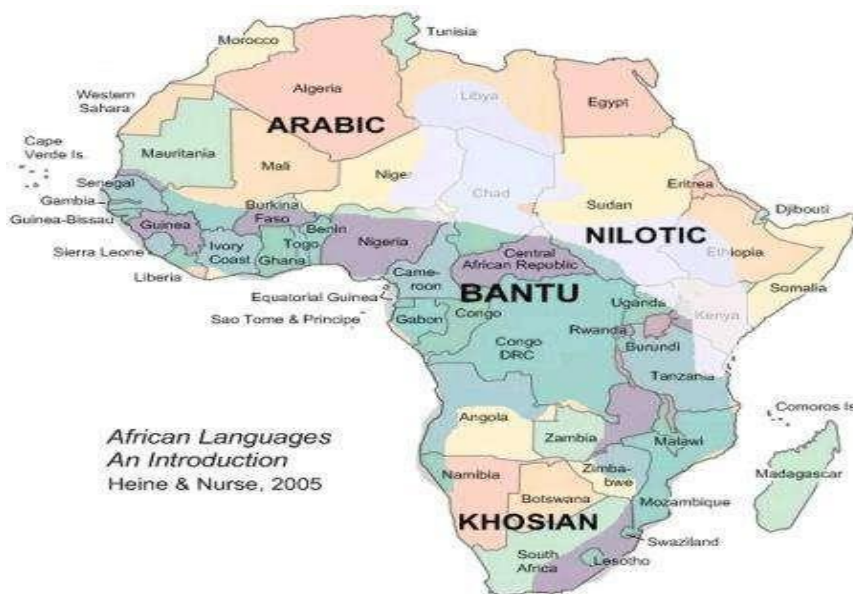 Morocco
Tunisia
Algeria
Libya
Egypt
Western
Sahara
ARABIC
Cape
Verde Is.
Mauritania
Mali
Niger
Chad
Sudan
Eritrea
Djibouti
Senegal
Gambia
Guinea-Bissau
Guinea
Burkina
Faso
Benin
Nigeria
NILOTIC
Ethiopia
Sierra Leone
Ivory
Coast
Togo
Ghana
Liberia
Central
African Republic
Came-
roon
BANTU
Somalia
Equatorial Guinea
Sao Tome & Principe
Gabon
Congo
Uganda
Kenya
Rwanda
Burundi
Congo
DRC
Tanzania
Comoros Is
Angola
Zambia
Malawi
African Languages
An Introduction
Heine & Nurse, 2005
Namibia
Zimba-
bwe
Botswana
Mozambique
Madagascar
KHOSIAN
Swaziland
South
Africa
Lesotho